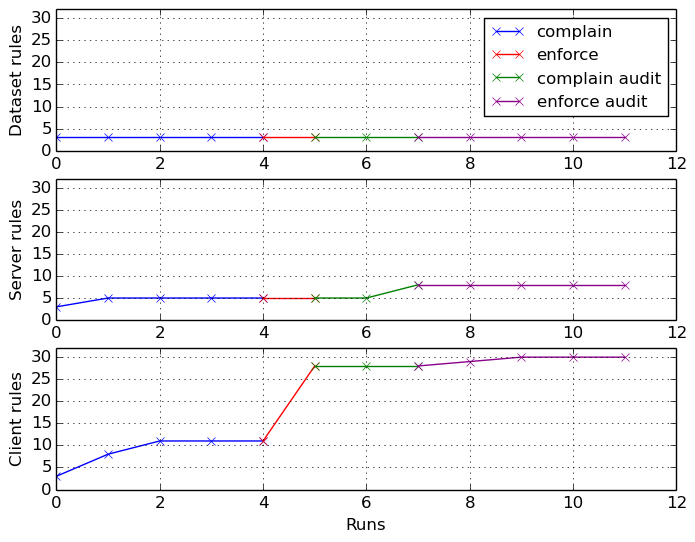 Dataset rules
30
25
20
15
10
5
0
0 2 4 6 8 10 12
complain
enforce
complain audit
enforce audit
Server rules
30
25
20
15
10
5
0
0 2 4 6 8 10 12
Client rules
30
25
20
15
10
5
0
0 2 4 6 8 10 12
Runs